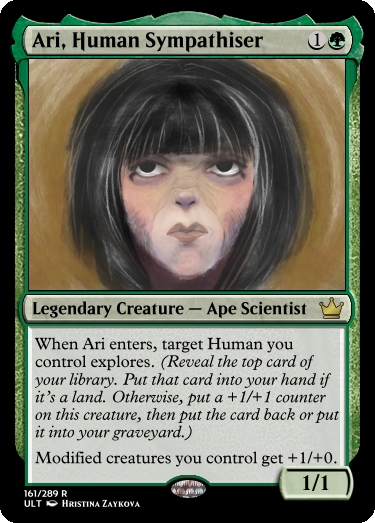 Ari, Human Sympathiser 1
Legendary Creature — Ape Scientist
When Ari enters, target Human you
control explores. (Reveal the top card of
your library. Put that card into your hand if
it's a land. Otherwise, put a +1/+1 counter
on this creature, then put the card back or put
it into your graveyard.)
Modified creatures you control get +1/+0.
1/1
161/289 R
ULT Hristina Zaykova